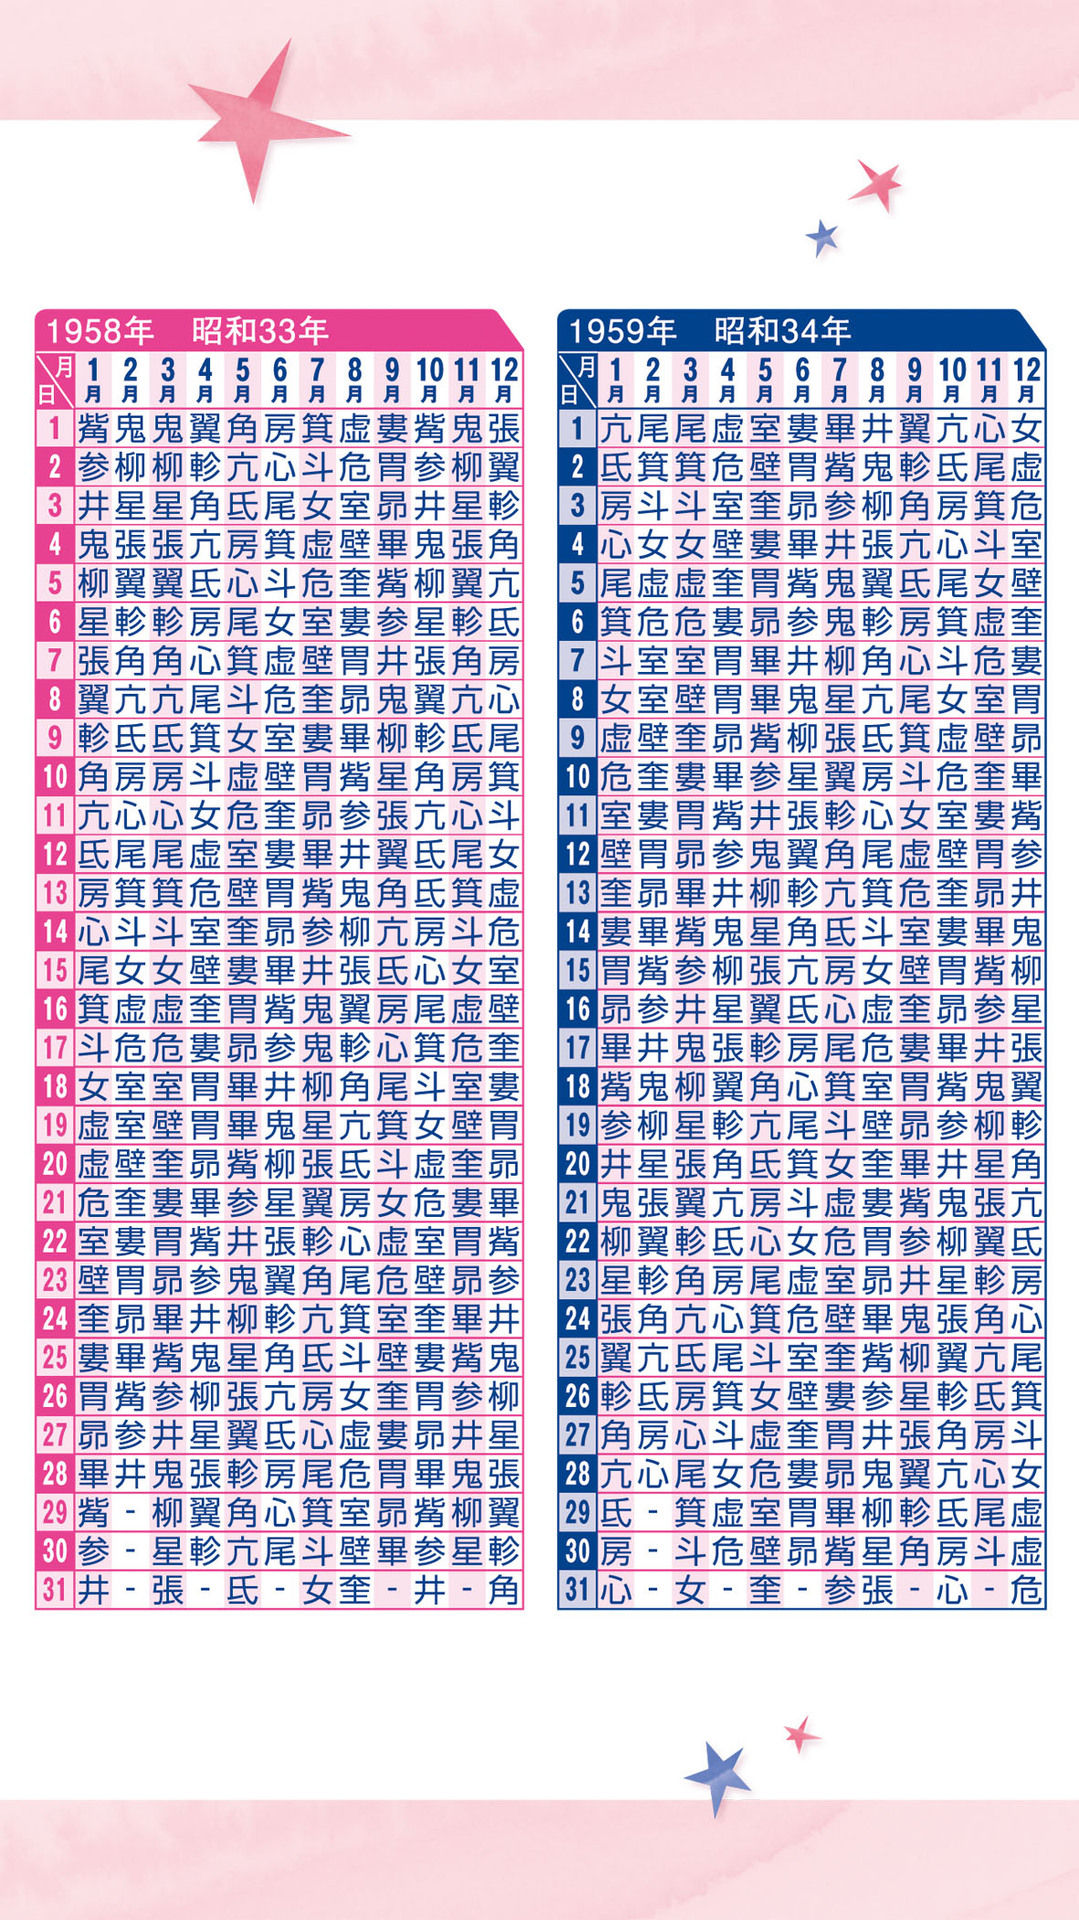 1958年 昭和33年
月 日 1月 2月 3月 4月 5月 6月 7月 8月 9月 10月 11月 12月
1 觜 鬼 鬼 翼 角 房 箕 虚 婁 觜 鬼 張
2 参 柳 柳 軫 亢 心 斗 危 胃 参 柳 翼
3 井 星 星 角 氐 尾 女 室 昴 井 星 軫
4 鬼 張 張 亢 房 箕 虚 壁 畢 鬼 張 角
5 柳 翼 翼 氐 心 斗 危 奎 觜 柳 翼 亢
6 星 軫 軫 房 尾 女 室 婁 参 星 軫 氐
7 張 角 角 心 箕 虚 壁 胃 井 張 角 房
8 翼 亢 亢 尾 斗 危 奎 昴 鬼 翼 亢 心
9 軫 氐 氐 箕 女 室 婁 畢 柳 軫 氐 尾
10 角 房 房 斗 虚 壁 胃 觜 星 角 房 箕
11 亢 心 心 女 危 奎 昴 参 張 亢 心 斗
12 氐 尾 尾 虚 室 婁 畢 井 翼 氐 尾 女
13 房 箕 箕 危 壁 胃 觜 鬼 角 氐 箕 虚
14 心 斗 斗 室 奎 昴 参 柳 亢 房 斗 危
15 尾 女 女 壁 婁 畢 井 張 氐 心 女 室
16 箕 虚 虚 奎 胃 觜 鬼 翼 房 尾 虚 壁
17 斗 危 危 婁 昴 参 鬼 軫 心 箕 危 奎
18 女 室 室 胃 畢 井 柳 角 尾 斗 室 婁
19 虚 室 壁 胃 畢 鬼 星 亢 箕 女 壁 胃
20 虚 壁 奎 昴 觜 柳 張 氐 斗 虚 奎 昴
21 危 奎 婁 畢 参 星 翼 房 女 危 婁 畢
22 室 婁 胃 觜 井 張 軫 心 虚 室 胃 觜
23 壁 胃 昴 参 鬼 翼 角 尾 危 壁 昴 参
24 奎 昴 畢 井 柳 軫 亢 箕 室 奎 畢 井
25 婁 畢 觜 鬼 星 角 氐 斗 壁 婁 觜 鬼
26 胃 觜 参 柳 張 亢 房 女 奎 胃 参 柳
27 昴 参 井 星 翼 氐 心 虚 婁 昴 井 星
28 畢 井 鬼 張 軫 房 尾 危 胃 畢 鬼 張
29 觜 - 柳 翼 角 心 箕 室 昴 觜 柳 翼
30 参 - 星 軫 亢 尾 斗 壁 畢 参 星 軫
31 井 - 張 - 氐 - 女 奎 - 井 - 角
1959年 昭和34年
月 日 1月 2月 3月 4月 5月 6月 7月 8月 9月 10月 11月 12月
1 亢 尾 尾 虚 室 婁 畢 井 翼 亢 心 女
2 氐 箕 箕 危 壁 胃 觜 鬼 軫 氐 尾 虚
3 房 斗 斗 室 奎 昴 参 柳 角 房 箕 危
4 心 女 女 壁 婁 畢 井 張 亢 心 斗 室
5 尾 虚 虚 奎 胃 觜 鬼 翼 氐 尾 女 壁
6 箕 危 危 婁 昴 参 鬼 軫 房 箕 虚 奎
7 斗 室 室 胃 畢 井 柳 角 心 斗 危 婁
8 女 室 壁 胃 畢 鬼 星 亢 尾 女 室 胃
9 虚 壁 奎 昴 觜 柳 張 氐 箕 虚 壁 昴
10 危 奎 婁 畢 参 星 翼 房 斗 危 奎 畢
11 室 婁 胃 觜 井 張 軫 心 女 室 婁 觜
12 壁 胃 昴 参 鬼 翼 角 尾 虚 壁 胃 参
13 奎 昴 畢 井 柳 軫 亢 箕 危 奎 昴 井
14 婁 畢 觜 鬼 星 角 氐 斗 室 婁 畢 鬼
15 胃 觜 参 柳 張 亢 房 女 壁 胃 觜 柳
16 昴 参 井 星 翼 氐 心 虚 奎 昴 参 星
17 畢 井 鬼 張 軫 房 尾 危 婁 畢 井 張
18 觜 鬼 柳 翼 角 心 箕 室 胃 觜 鬼 翼
19 参 柳 星 軫 亢 尾 斗 壁 昴 参 柳 軫
20 井 星 張 角 氐 箕 女 奎 畢 井 星 角
21 鬼 張 翼 亢 房 斗 虚 婁 觜 鬼 張 亢
22 柳 翼 軫 氐 心 女 危 胃 参 柳 翼 氐
23 星 軫 角 房 尾 虚 室 昴 井 星 軫 房
24 張 角 亢 心 箕 危 壁 畢 鬼 張 角 心
25 翼 亢 氐 尾 斗 室 奎 觜 柳 翼 亢 尾
26 軫 氐 房 箕 女 壁 婁 参 星 軫 氐 箕
27 角 房 心 斗 虚 奎 胃 井 張 角 房 斗
28 亢 心 尾 女 危 婁 昴 鬼 翼 亢 心 女
29 氐 - 箕 虚 室 胃 畢 柳 軫 氐 尾 虚
30 房 - 斗 危 壁 昴 觜 星 角 房 斗 虚
31 心 - 女 - 奎 - 参 張 - 心 - 危